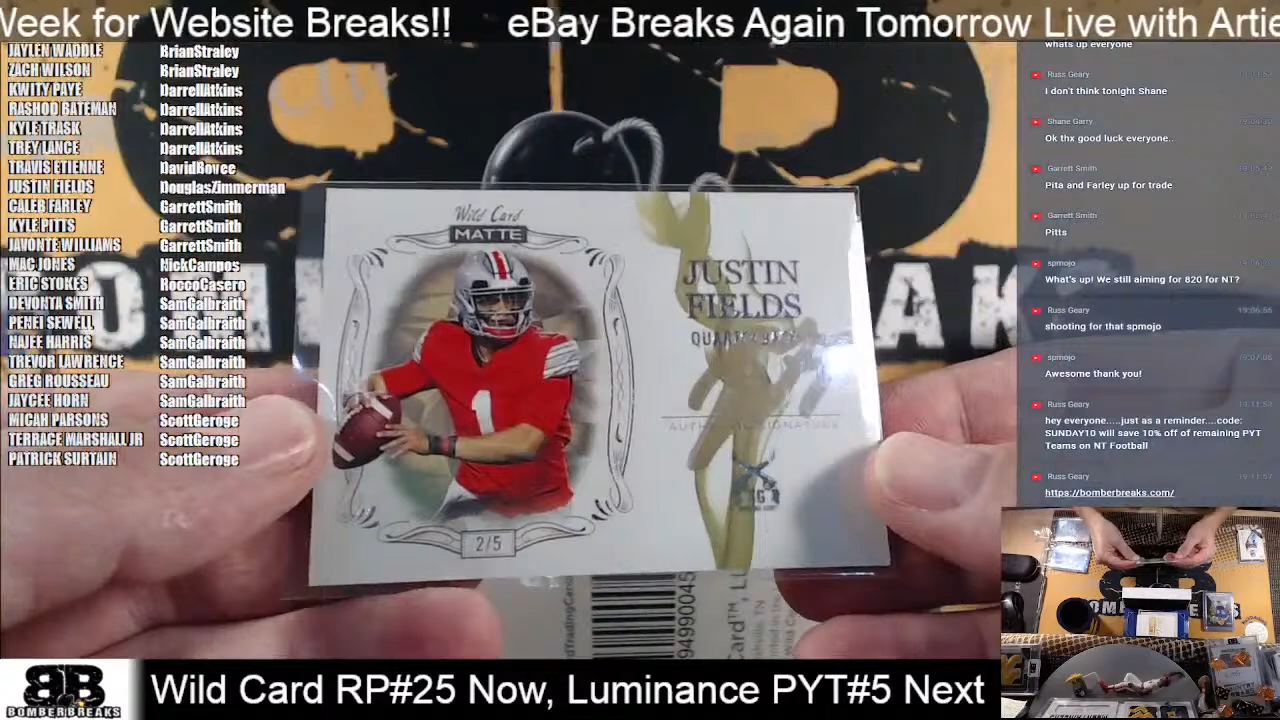 Week for Website Breaks!! eBay Breaks Again Tomorrow Live with Artie
JAYLEN WADDLE BrianStraley
ZACH WILSON BrianStraley
KWITY PAYE DarrellAtkins
RASHOD BATEMAN DarrellAtkins
KYLE TRASK DarrellAtkins
TREY LANCE DarrellAtkins
TRAVIS ETIENNE DavidBovee
JUSTIN FIELDS DouglasZimmerman
CALEB FARLEY GarrettSmith
KYLE PITTS GarrettSmith
JAVONTE WILLIAMS GarrettSmith
MAC JONES NickCampos
ERIC STOKES RoccoCasero
DEVONTA SMITH SamGalbraith
PENEI SEWELL SamGalbraith
NAJEE HARRIS SamGalbraith
TREVOR LAWRENCE SamGalbraith
GREG ROUSSEAU SamGalbraith
JAYCEE HORN SamGalbraith
MICAH PARSONS ScottGeroge
TERRACE MARSHALL JR ScottGeroge
PATRICK SURTAIN ScottGeroge
Wild Card
MATTE
1
2/5
JUSTIN
FIELDS
QUARTERBACK
AUTHENTIC SIGNATURE
whats up everyone
Russ Geary
i don't think tonight Shane
Shane Garry
Ok thx good luck everyone..
Garrett Smith
Pita and Farley up for trade
Garrett Smith
Pitts
spmojo
What's up! We still aiming for 820 for NT?
Russ Geary 19:06:56
shooting for that spmojo
spmojo
Awesome thank you!
Russ Geary
hey everyone.....just as a reminder....code:
SUNDAY10 will save 10% off of remaining PYT
Teams on NT Football
Russ Geary
https://bomberbreaks.com/
BB
BOMBERBREAKS
Wild Card RP#25 Now, Luminance PYT#5 Next